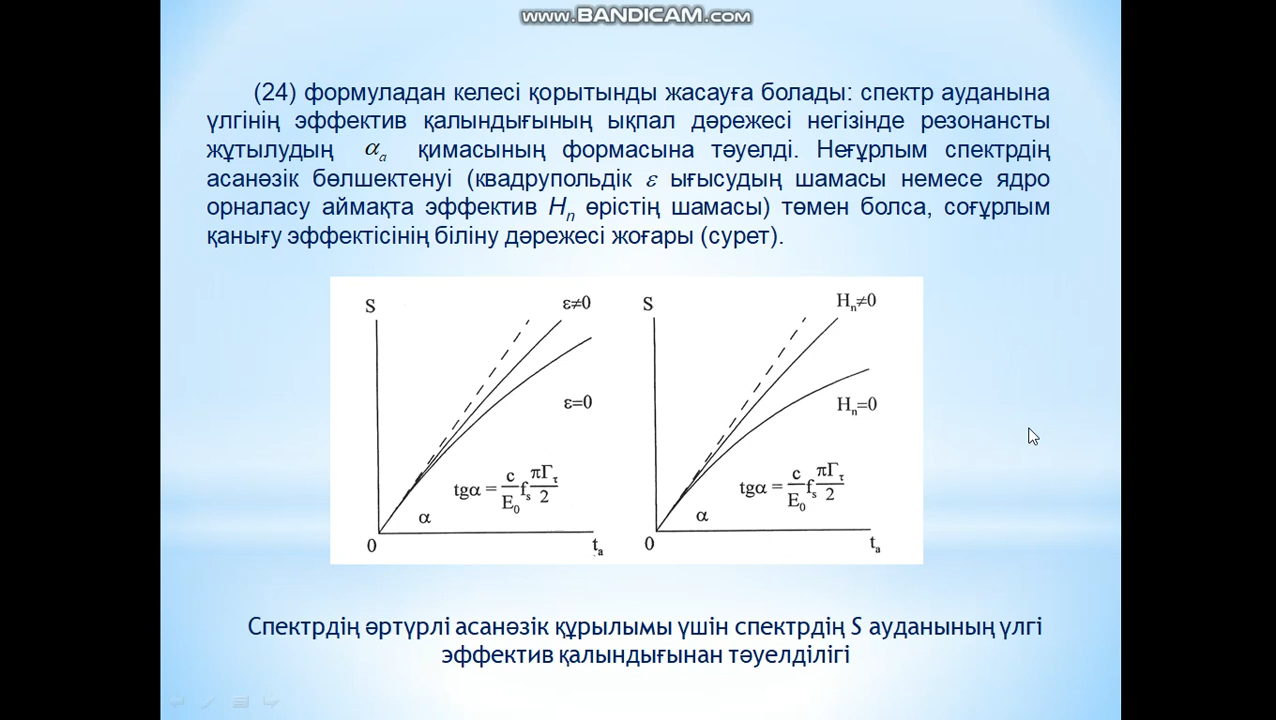 www.BANDICAM.com
(24) формуладан келесі қорытынды жасауға болады: спектр ауданына
үлгінің эффектив қалындығының ықпал дәрежесі негізінде резонансты
жұтылудың αa қимасының формасына тәуелді. Неғұрлым спектрдің
асанәзік бөлшектенуі (квадрупольдік ε ығысудың шамасы немесе ядро
орналасу аймақта эффектив Hn өрістің шамасы) төмен болса, соғұрлым
қанығу эффектісінің біліну дәрежесі жоғары (сурет).
S ε≠0 S Hn≠0
ε=0 Hn=0
tgα = c/E0 fs πΓτ/2 tgα = c/E0 fs πΓτ/2
α α
0 ta 0 ta
Спектрдің әртүрлі асанәзік құрылымы үшін спектрдің S ауданының үлгі
эффектив қалындығынан тәуелділігі